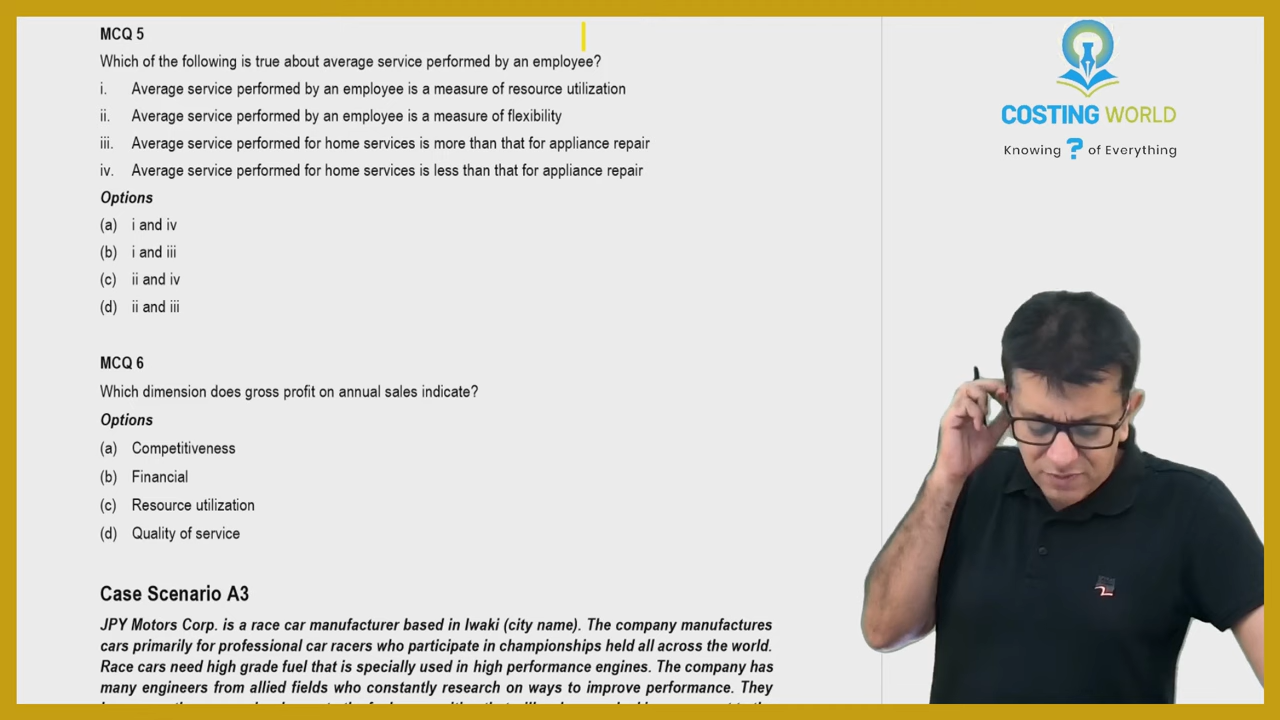 MCQ 5
Which of the following is true about average service performed by an employee?
i. Average service performed by an employee is a measure of resource utilization
ii. Average service performed by an employee is a measure of flexibility
iii. Average service performed for home services is more than that for appliance repair
iv. Average service performed for home services is less than that for appliance repair
Options
(a) i and iv
(b) i and iii
(c) ii and iv
(d) ii and iii
MCQ 6
Which dimension does gross profit on annual sales indicate?
Options
(a) Competitiveness
(b) Financial
(c) Resource utilization
(d) Quality of service
Case Scenario A3
JPY Motors Corp. is a race car manufacturer based in Iwaki (city name). The company manufactures
cars primarily for professional car racers who participate in championships held all across the world.
Race cars need high grade fuel that is specially used in high performance engines. The company has
many engineers from allied fields who constantly research on ways to improve performance. They
COSTING WORLD
Knowing ? of Everything